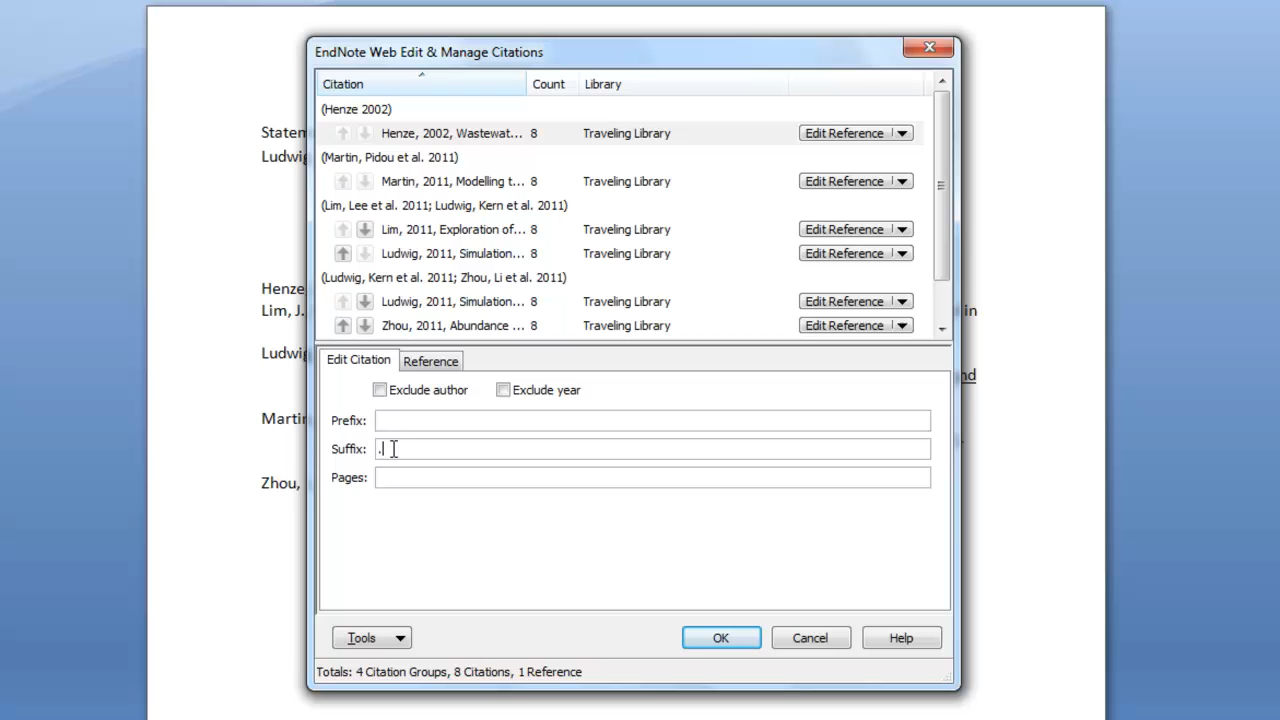 EndNote Web Edit & Manage Citations
Citation Count Library
(Henze 2002)
Henze, 2002, Wastewat... 8 Traveling Library Edit Reference
(Martin, Pidou et al. 2011)
Martin, 2011, Modelling t... 8 Traveling Library Edit Reference
(Lim, Lee et al. 2011; Ludwig, Kern et al. 2011)
Lim, 2011, Exploration of... 8 Traveling Library Edit Reference
Ludwig, 2011, Simulation... 8 Traveling Library Edit Reference
(Ludwig, Kern et al. 2011; Zhou, Li et al. 2011)
Ludwig, 2011, Simulation... 8 Traveling Library Edit Reference
Zhou, 2011, Abundance ... 8 Traveling Library Edit Reference
Edit Citation Reference
Exclude author Exclude year
Prefix:
Suffix: .
Pages:
Tools OK Cancel Help
Totals: 4 Citation Groups, 8 Citations, 1 Reference
Statem
Ludwig
Henze
Lim, J. in
Ludwig
nd
Martin
Zhou,